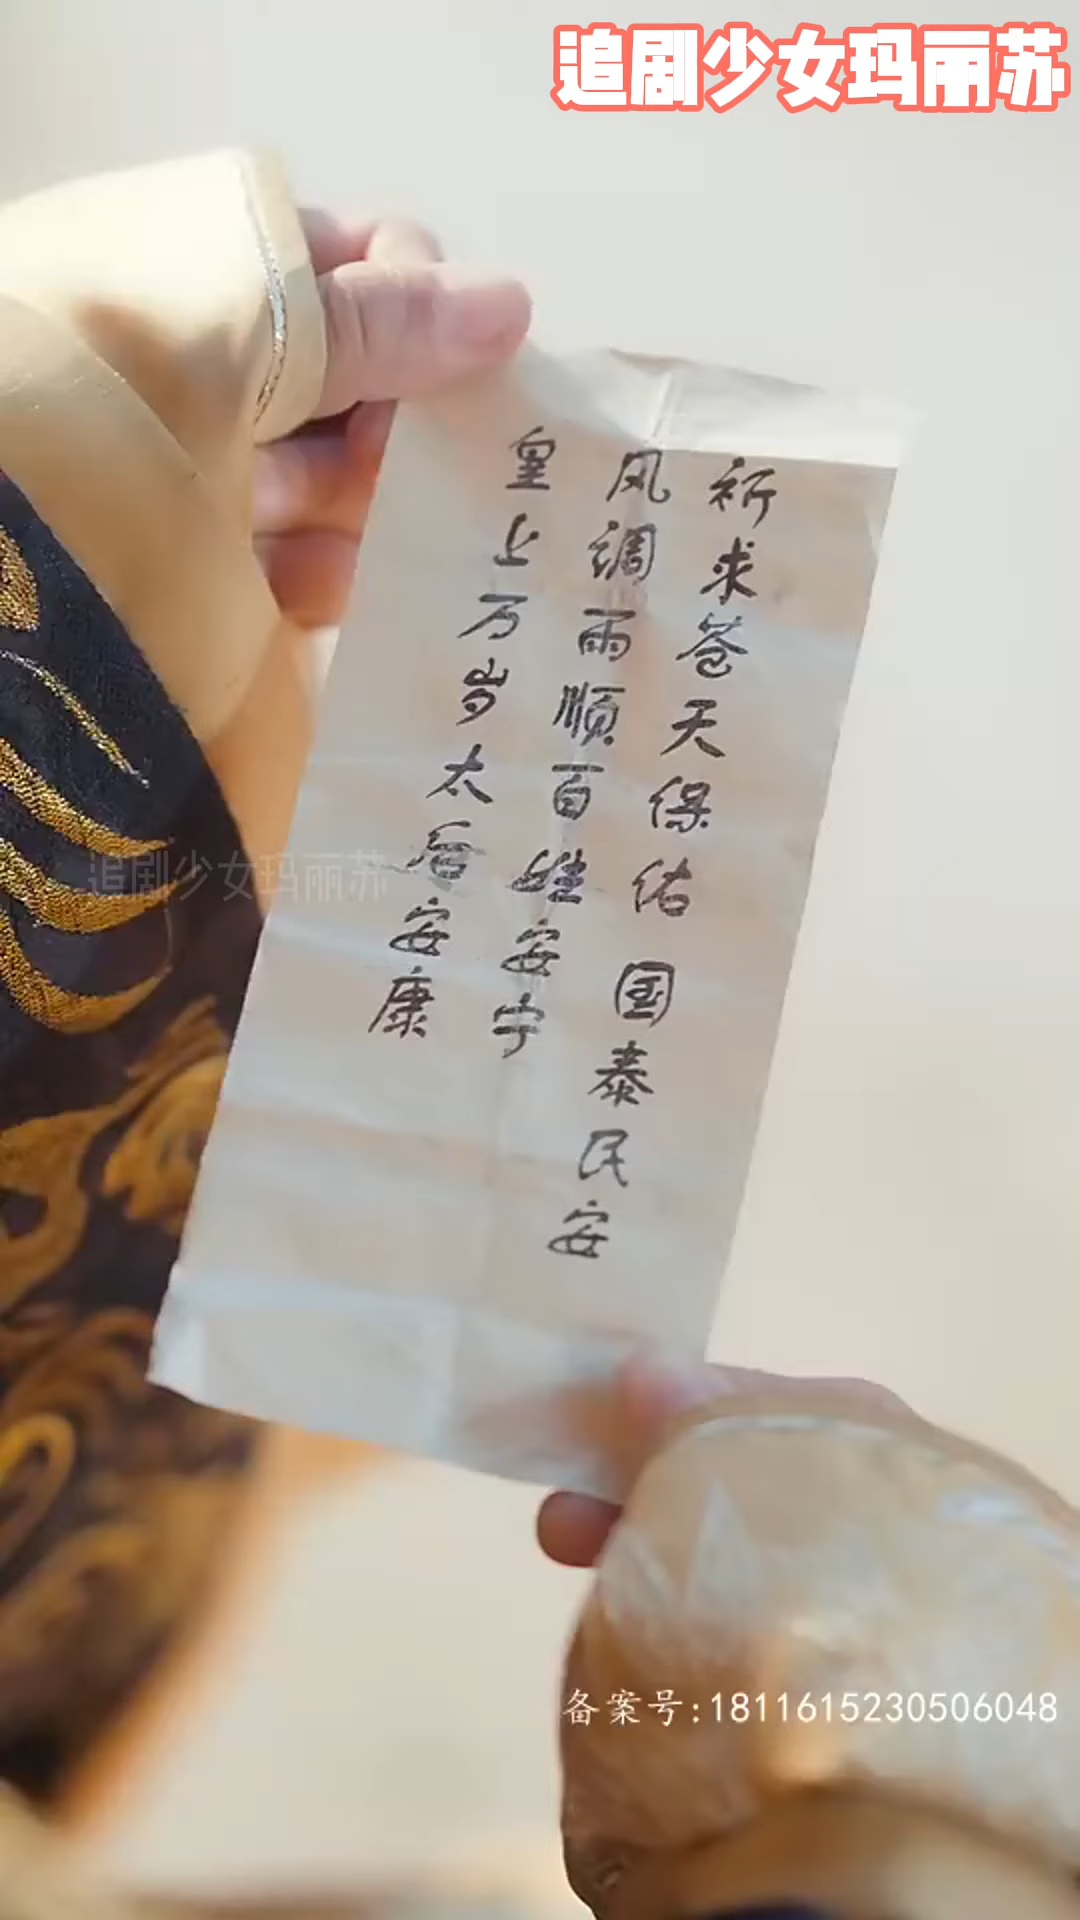 追剧少女玛丽苏
祈求苍天保佑 国泰民安
风调雨顺百姓安宁
皇上万岁太后安康
追剧少女玛丽苏
备案号:1811615230506048